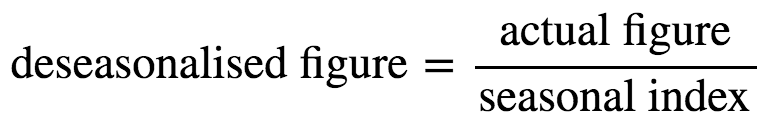 deseasonalised figure = actual figure / seasonal index